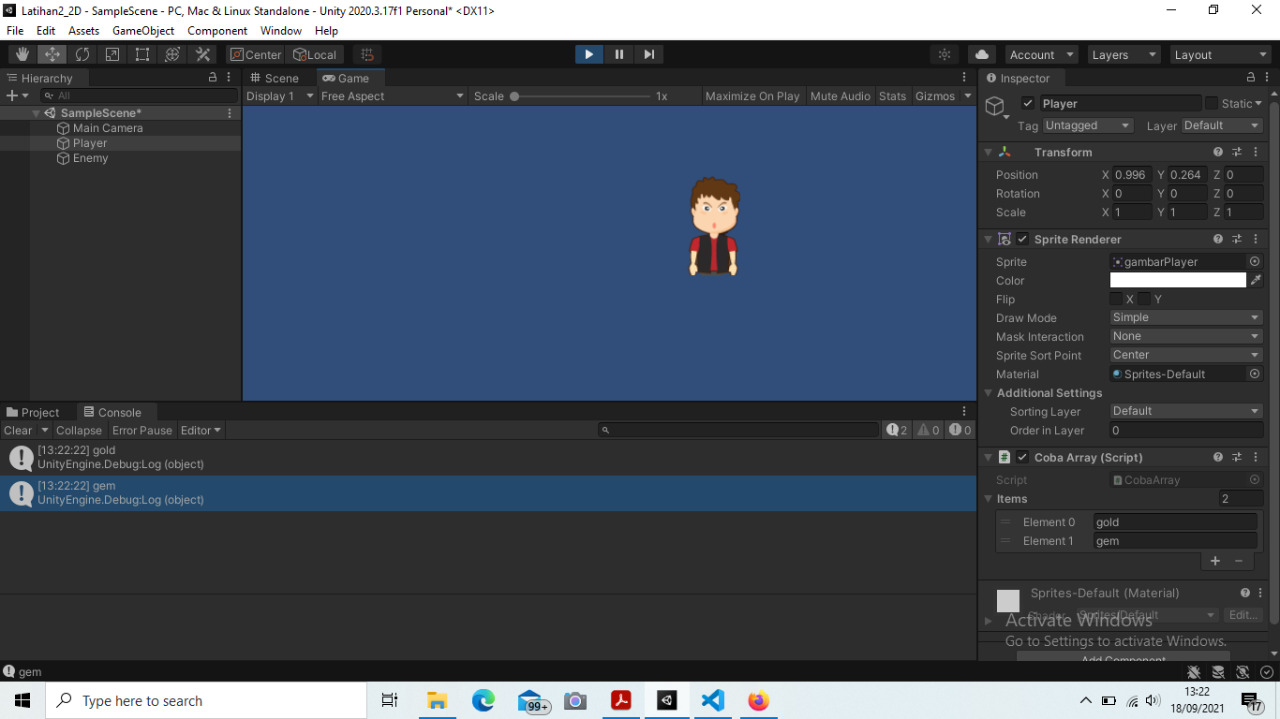 Latihan2_2D - SampleScene - PC, Mac & Linux Standalone - Unity 2020.3.17f1 Personal* <DX11>
File Edit Assets GameObject Component Window Help
Center Local Account Layers Layout
Hierarchy
All
SampleScene*
Main Camera
Player
Enemy
Scene Game
Display 1 Free Aspect Scale 1x Maximize On Play Mute Audio Stats Gizmos
Project Console
Clear Collapse Error Pause Editor 2 0 0
[13:22:22] gold
UnityEngine.Debug:Log (object)
[13:22:22] gem
UnityEngine.Debug:Log (object)
gem
Inspector
Player Static
Tag Untagged Layer Default
Transform
Position X 0.996 Y 0.264 Z 0
Rotation X 0 Y 0 Z 0
Scale X 1 Y 1 Z 1
Sprite Renderer
Sprite gambarPlayer
Color
Flip X Y
Draw Mode Simple
Mask Interaction None
Sprite Sort Point Center
Material Sprites-Default
Additional Settings
Sorting Layer Default
Order in Layer 0
Coba Array (Script)
Script CobaArray
Items 2
Element 0 gold
Element 1 gem
+ −
Sprites-Default (Material)
Shader Sprites/Default Edit...
Activate Windows
Go to Settings to activate Windows.
Add Component
Type here to search
99+
13:22
18/09/2021
17